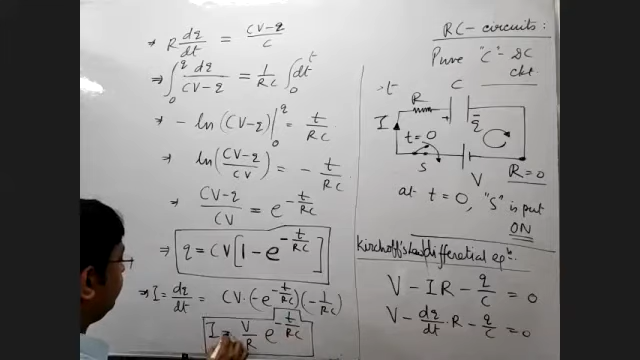 ⇒ R dq/dt = (CV-q)/C
⇒ ∫₀^q dq/(CV-q) = 1/RC ∫₀^t dt
⇒ - ln (CV-q) |₀^q = t/RC
⇒ ln((CV-q)/CV) = - t/RC
⇒ (CV-q)/CV = e^(-t/RC)
⇒ q = CV[1 - e^(-t/RC)]
⇒ I = dq/dt = CV·(-e^(-t/RC))(-1/RC)
I = V/R e^(-t/RC)
RC- circuits:
Pure "C"- DC
ckt
C
R
I
+
q
t=0
S
V
R=0
at t=0, "S" is put
ON
Kirchoff's Law/differential eqⁿ.
V - IR - q/C = 0
V - dq/dt·R - q/C = 0